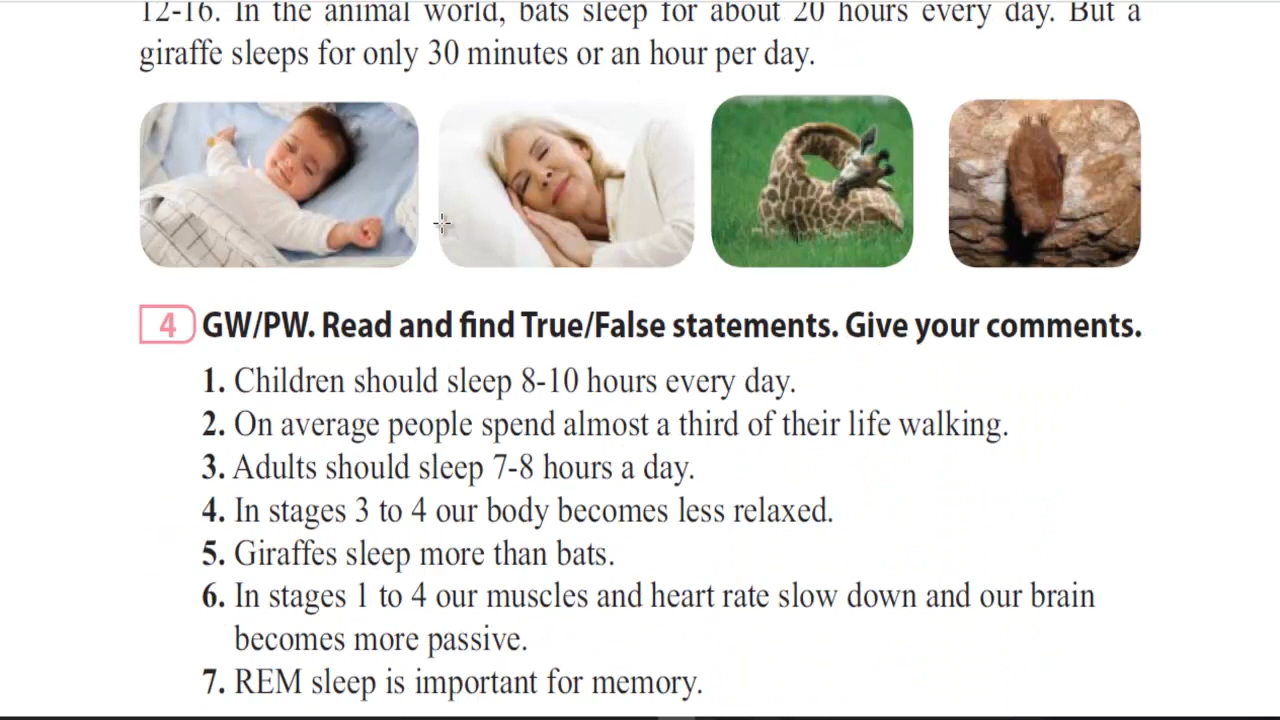 12-16. In the animal world, bats sleep for about 20 hours every day. But a
giraffe sleeps for only 30 minutes or an hour per day.
4 GW/PW. Read and find True/False statements. Give your comments.
1. Children should sleep 8-10 hours every day.
2. On average people spend almost a third of their life walking.
3. Adults should sleep 7-8 hours a day.
4. In stages 3 to 4 our body becomes less relaxed.
5. Giraffes sleep more than bats.
6. In stages 1 to 4 our muscles and heart rate slow down and our brain
becomes more passive.
7. REM sleep is important for memory.